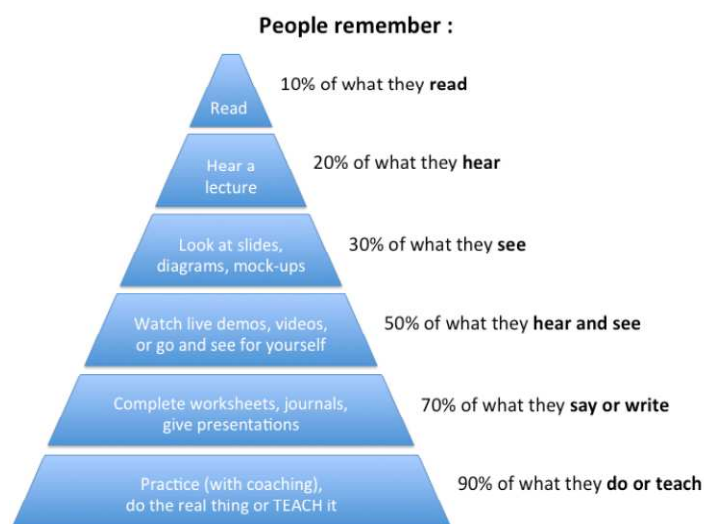 People remember :
Read
10% of what they read
Hear a
lecture
20% of what they hear
Look at slides,
diagrams, mock-ups
30% of what they see
Watch live demos, videos,
or go and see for yourself
50% of what they hear and see
Complete worksheets, journals,
give presentations
70% of what they say or write
Practice (with coaching),
do the real thing or TEACH it
90% of what they do or teach